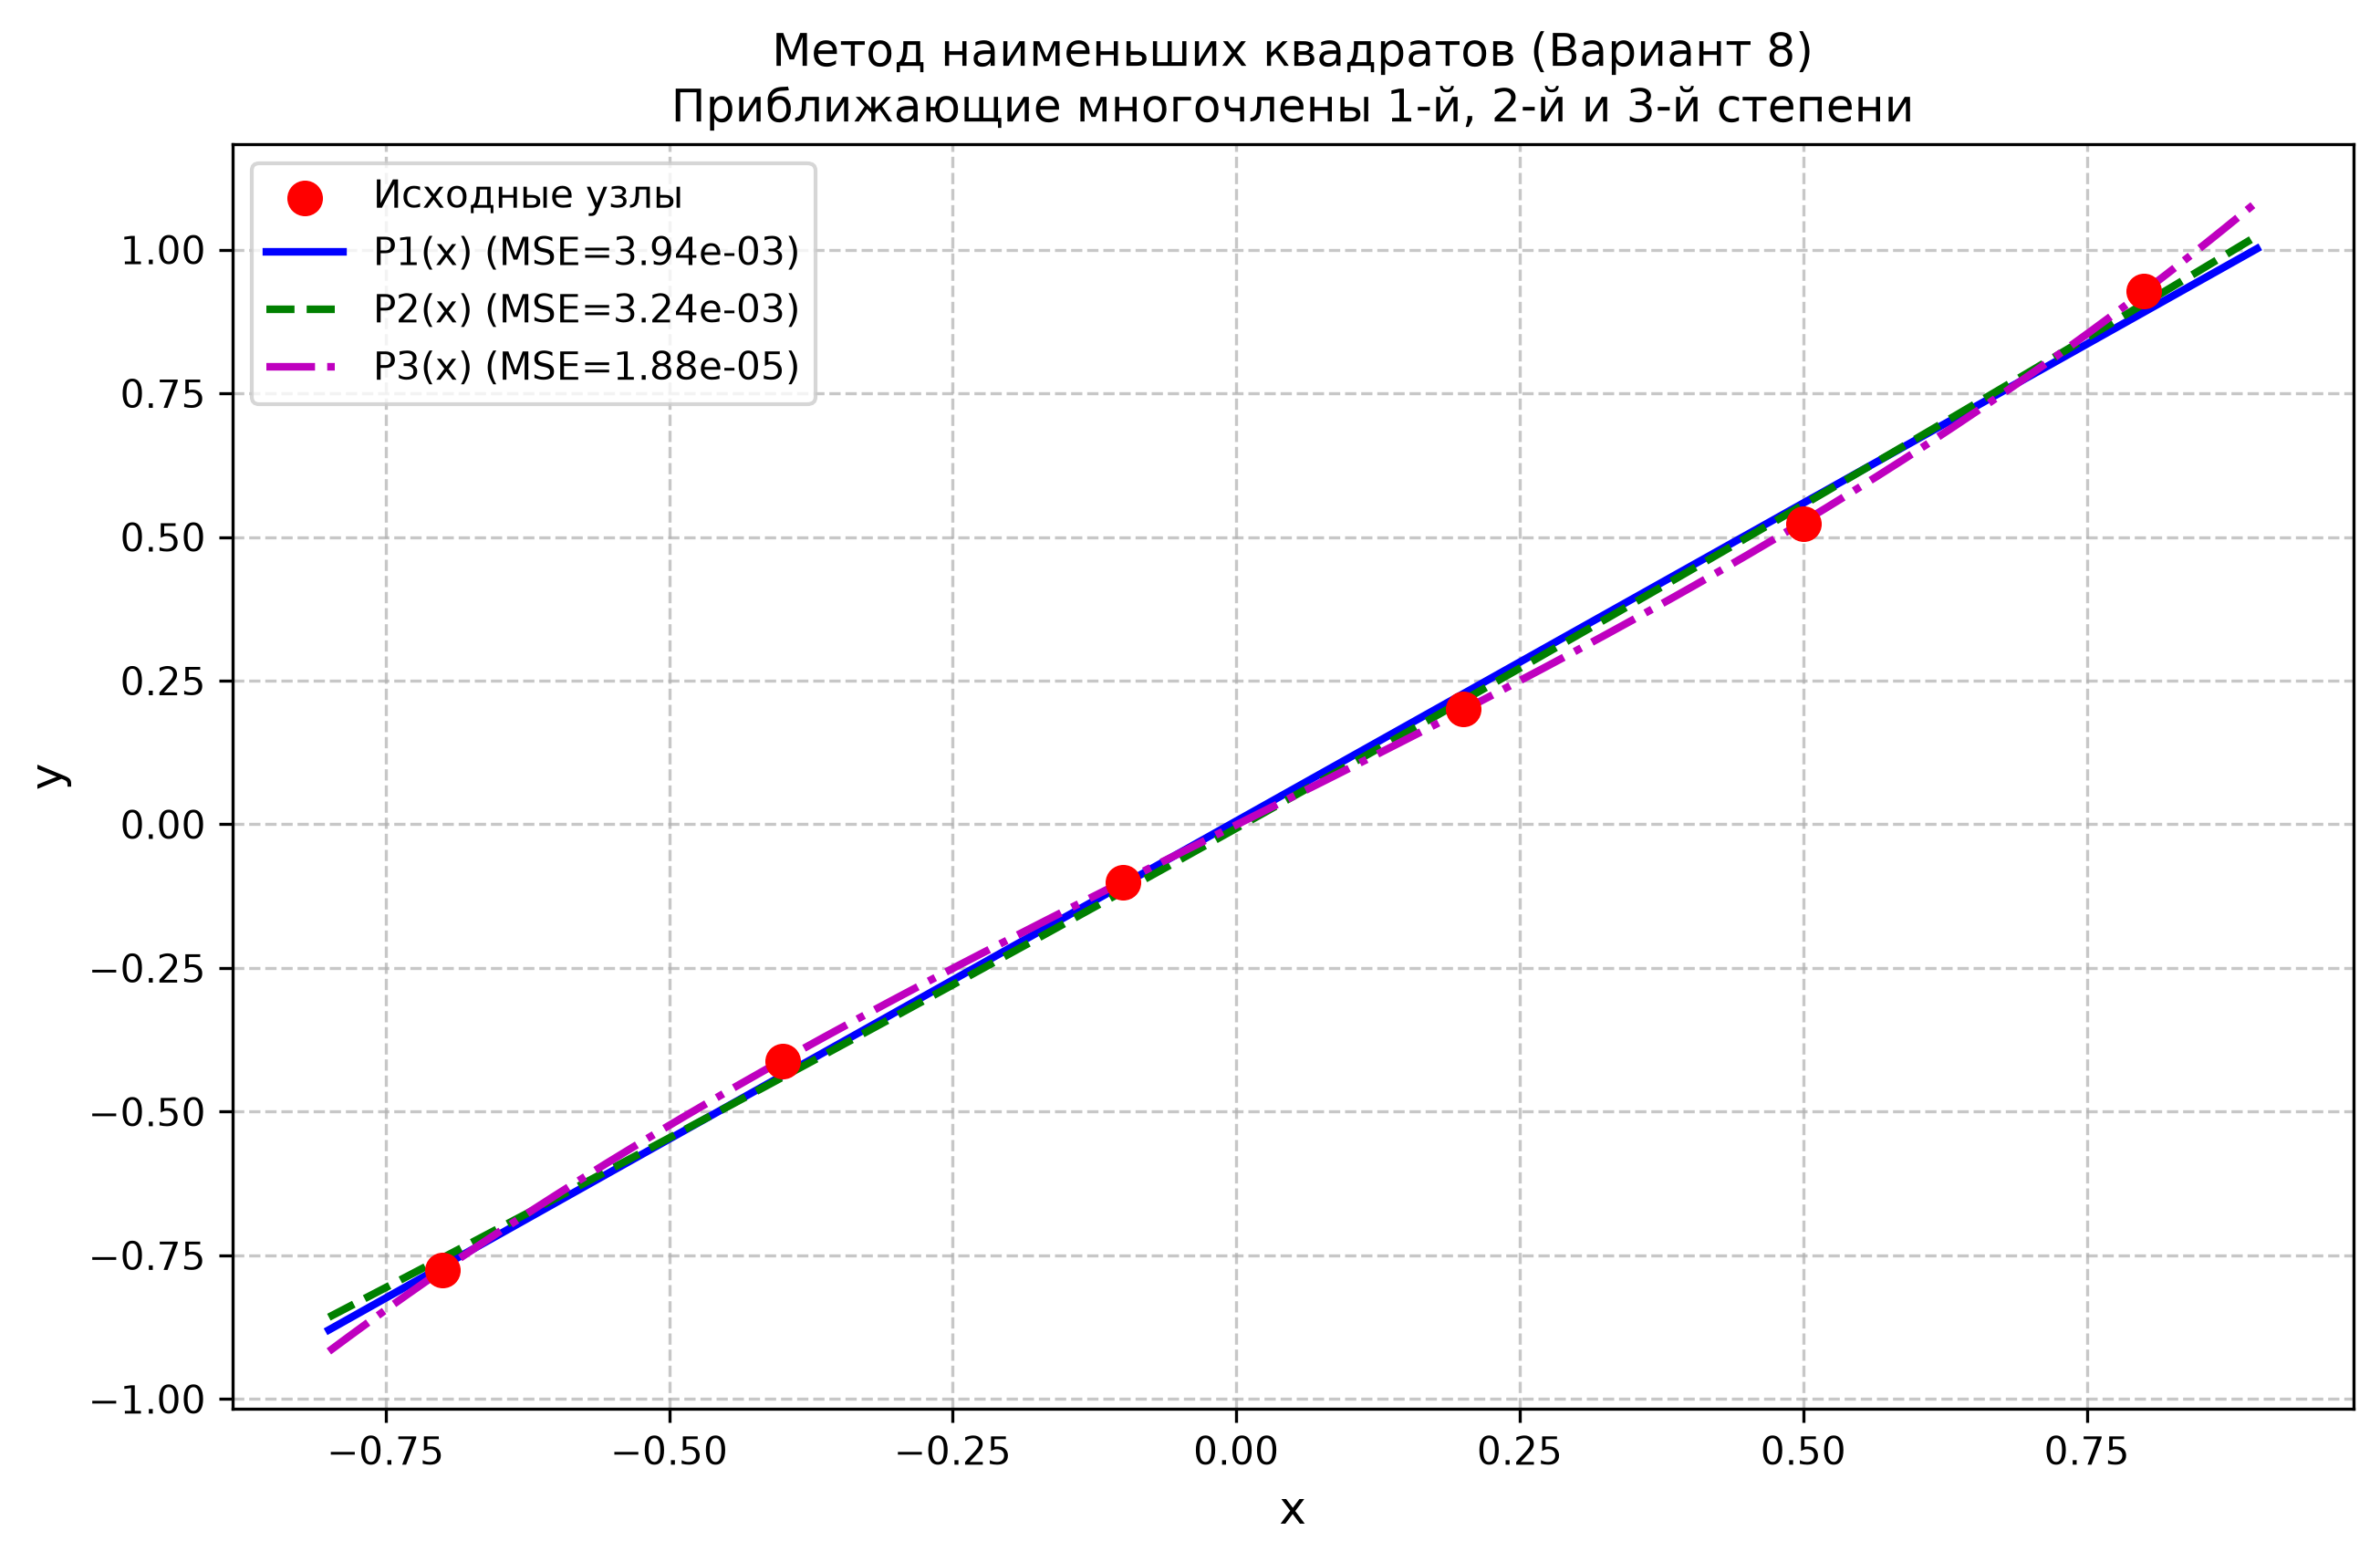 Метод наименьших квадратов (Вариант 8)
Приближающие многочлены 1-й, 2-й и 3-й степени
Исходные узлы
P1(x) (MSE=3.94e-03)
P2(x) (MSE=3.24e-03)
P3(x) (MSE=1.88e-05)
1.00
0.75
0.50
0.25
0.00
−0.25
−0.50
−0.75
−1.00
y
−0.75 −0.50 −0.25 0.00 0.25 0.50 0.75
x